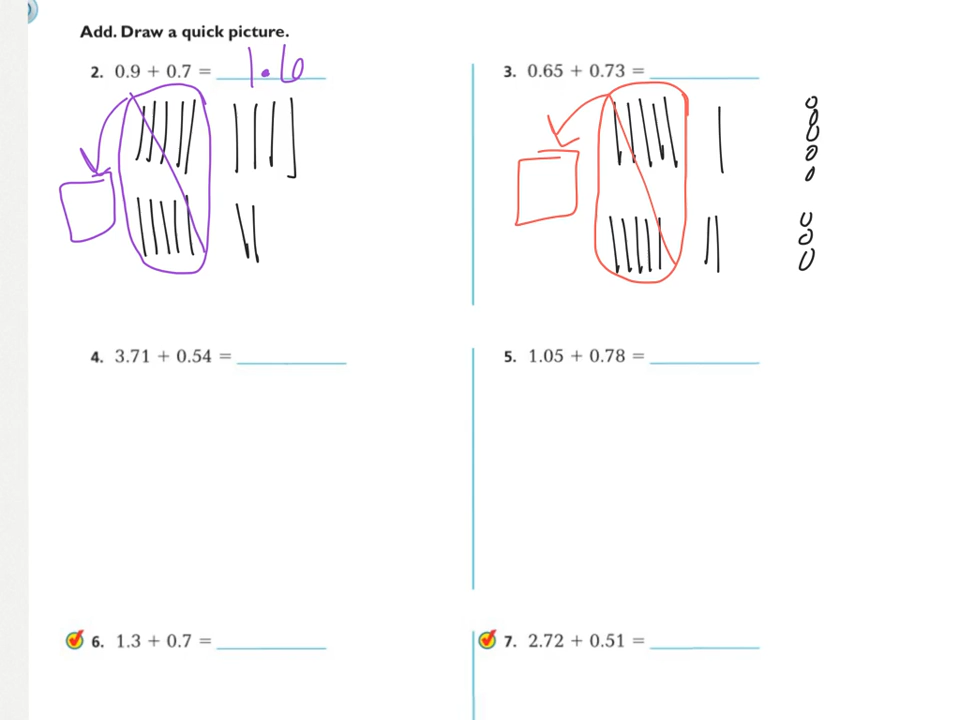 Add. Draw a quick picture.
2. 0.9 + 0.7 = 1.6
3. 0.65 + 0.73 =
4. 3.71 + 0.54 =
5. 1.05 + 0.78 =
6. 1.3 + 0.7 =
7. 2.72 + 0.51 =